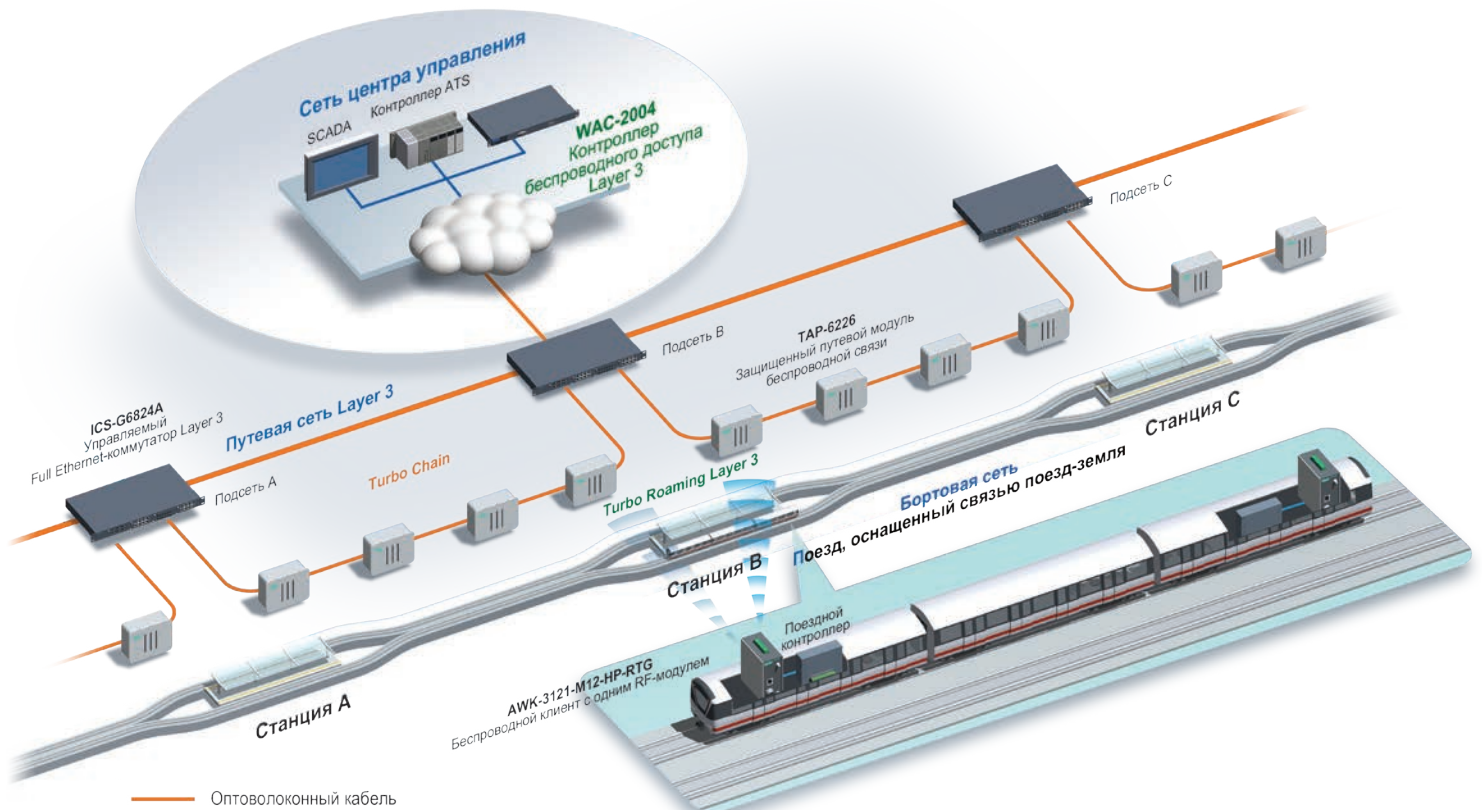 Сеть центра управления
SCADA
Контроллер ATS
WAC-2004
Контроллер
беспроводного доступа
Layer 3
Подсеть C
Подсеть B
TAP-6226
Защищенный путевой модуль
беспроводной связи
ICS-G6824A
Управляемый
Full Ethernet-коммутатор Layer 3
Путевая сеть Layer 3
Подсеть A
Turbo Chain
Turbo Roaming Layer 3
Станция C
Станция B
Станция A
Бортовая сеть
Поезд, оснащенный связью поезд-земля
Поездной
контроллер
AWK-3121-M12-HP-RTG
Беспроводной клиент с одним RF-модулем
Оптоволоконный кабель